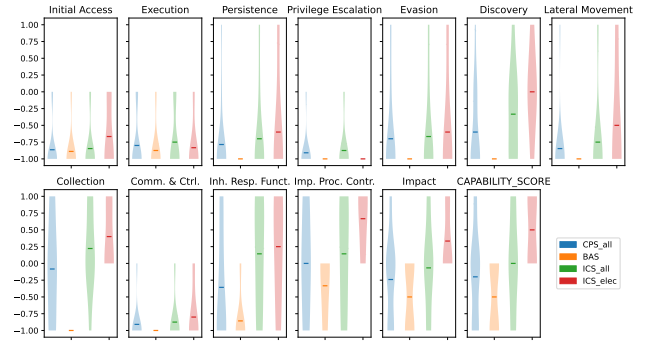 Initial Access
Execution
Persistence
Privilege Escalation
Evasion
Discovery
Lateral Movement
1.00
0.75
0.50
0.25
0.00
−0.25
−0.50
−0.75
−1.00
Collection
Comm. & Ctrl.
Inh. Resp. Funct.
Imp. Proc. Contr.
Impact
CAPABILITY_SCORE
1.00
0.75
0.50
0.25
0.00
−0.25
−0.50
−0.75
−1.00
CPS_all
BAS
ICS_all
ICS_elec